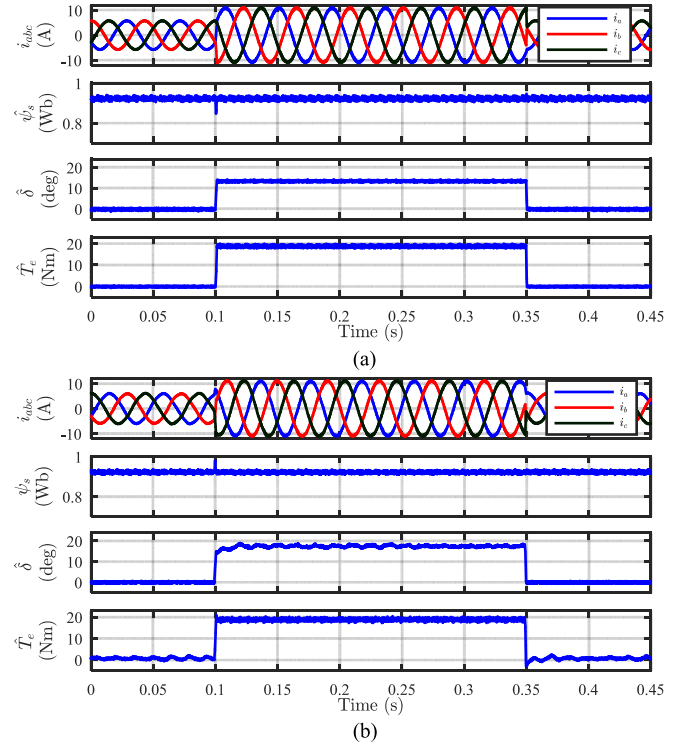 10
0
-10
i_abc
(A)
i_a
i_b
i_c
1
0.8
ψ̂_s
(Wb)
20
10
0
δ̂
(deg)
20
10
0
T̂_e
(Nm)
0 0.05 0.1 0.15 0.2 0.25 0.3 0.35 0.4 0.45
Time (s)
(a)
10
0
-10
i_abc
(A)
i_a
i_b
i_c
1
0.8
ψ_s
(Wb)
20
10
0
δ̂
(deg)
20
10
0
T̂_e
(Nm)
0 0.05 0.1 0.15 0.2 0.25 0.3 0.35 0.4 0.45
Time (s)
(b)